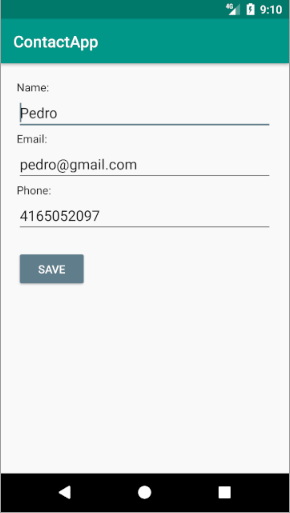 4G 9:10
ContactApp
Name:
Pedro
Email:
pedro@gmail.com
Phone:
4165052097
SAVE